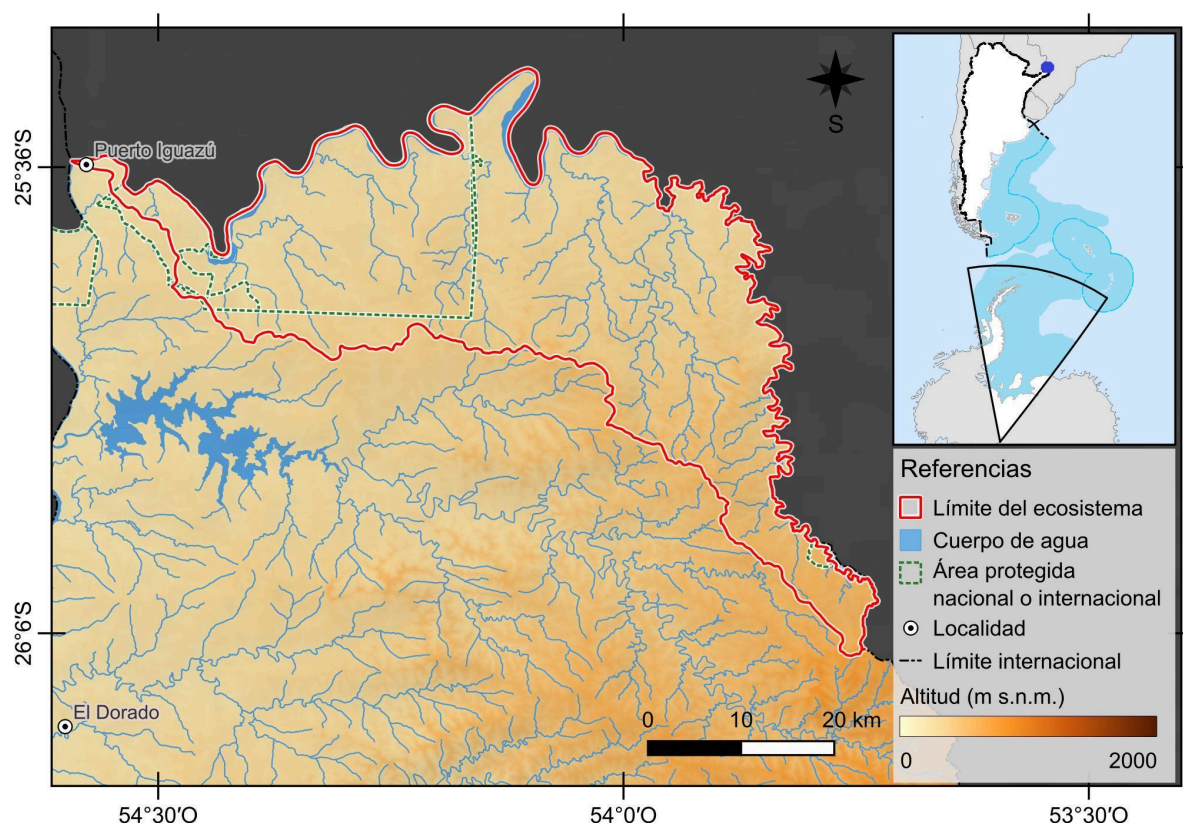 S
25°36'S
Puerto Iguazú
26°6'S
El Dorado
0 10 20 km
54°30'O
54°0'O
53°30'O
Referencias
Límite del ecosistema
Cuerpo de agua
Área protegida
nacional o internacional
Localidad
Límite internacional
Altitud (m s.n.m.)
0 2000